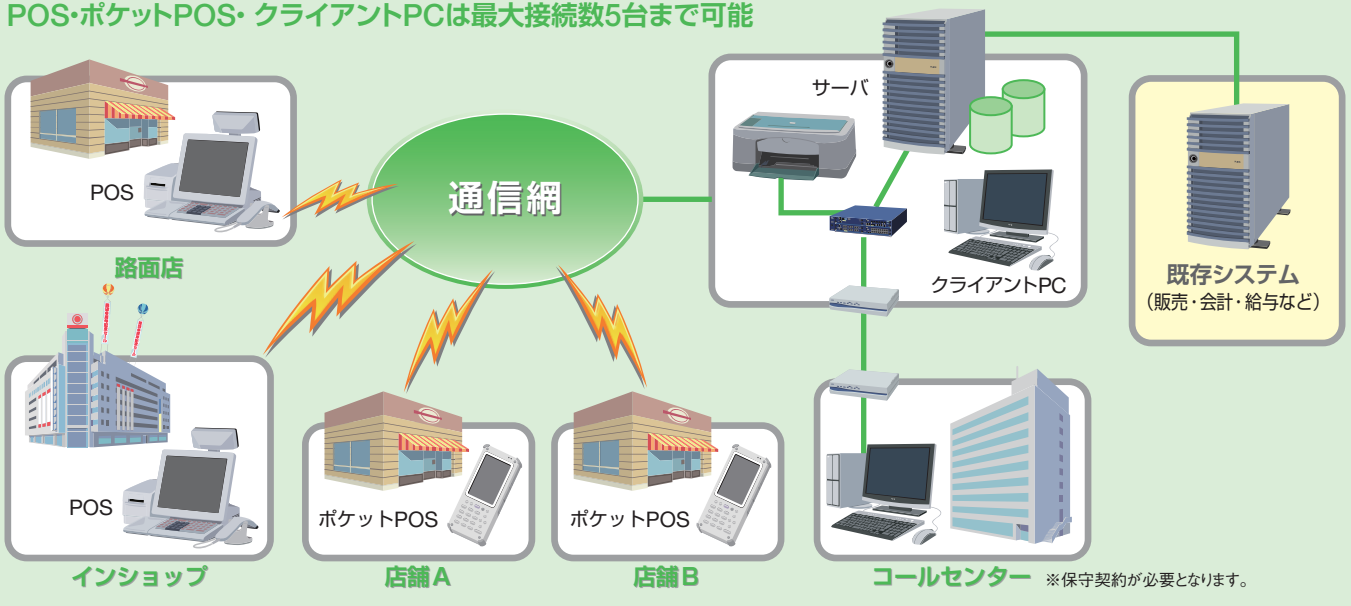 POS・ポケットPOS・ クライアントPCは最大接続数5台まで可能
サーバ
POS
通信網
路面店
クライアントPC
既存システム
（販売・会計・給与など）
POS
ポケットPOS
ポケットPOS
インショップ
店舗A
店舗B
コールセンター ※保守契約が必要となります。